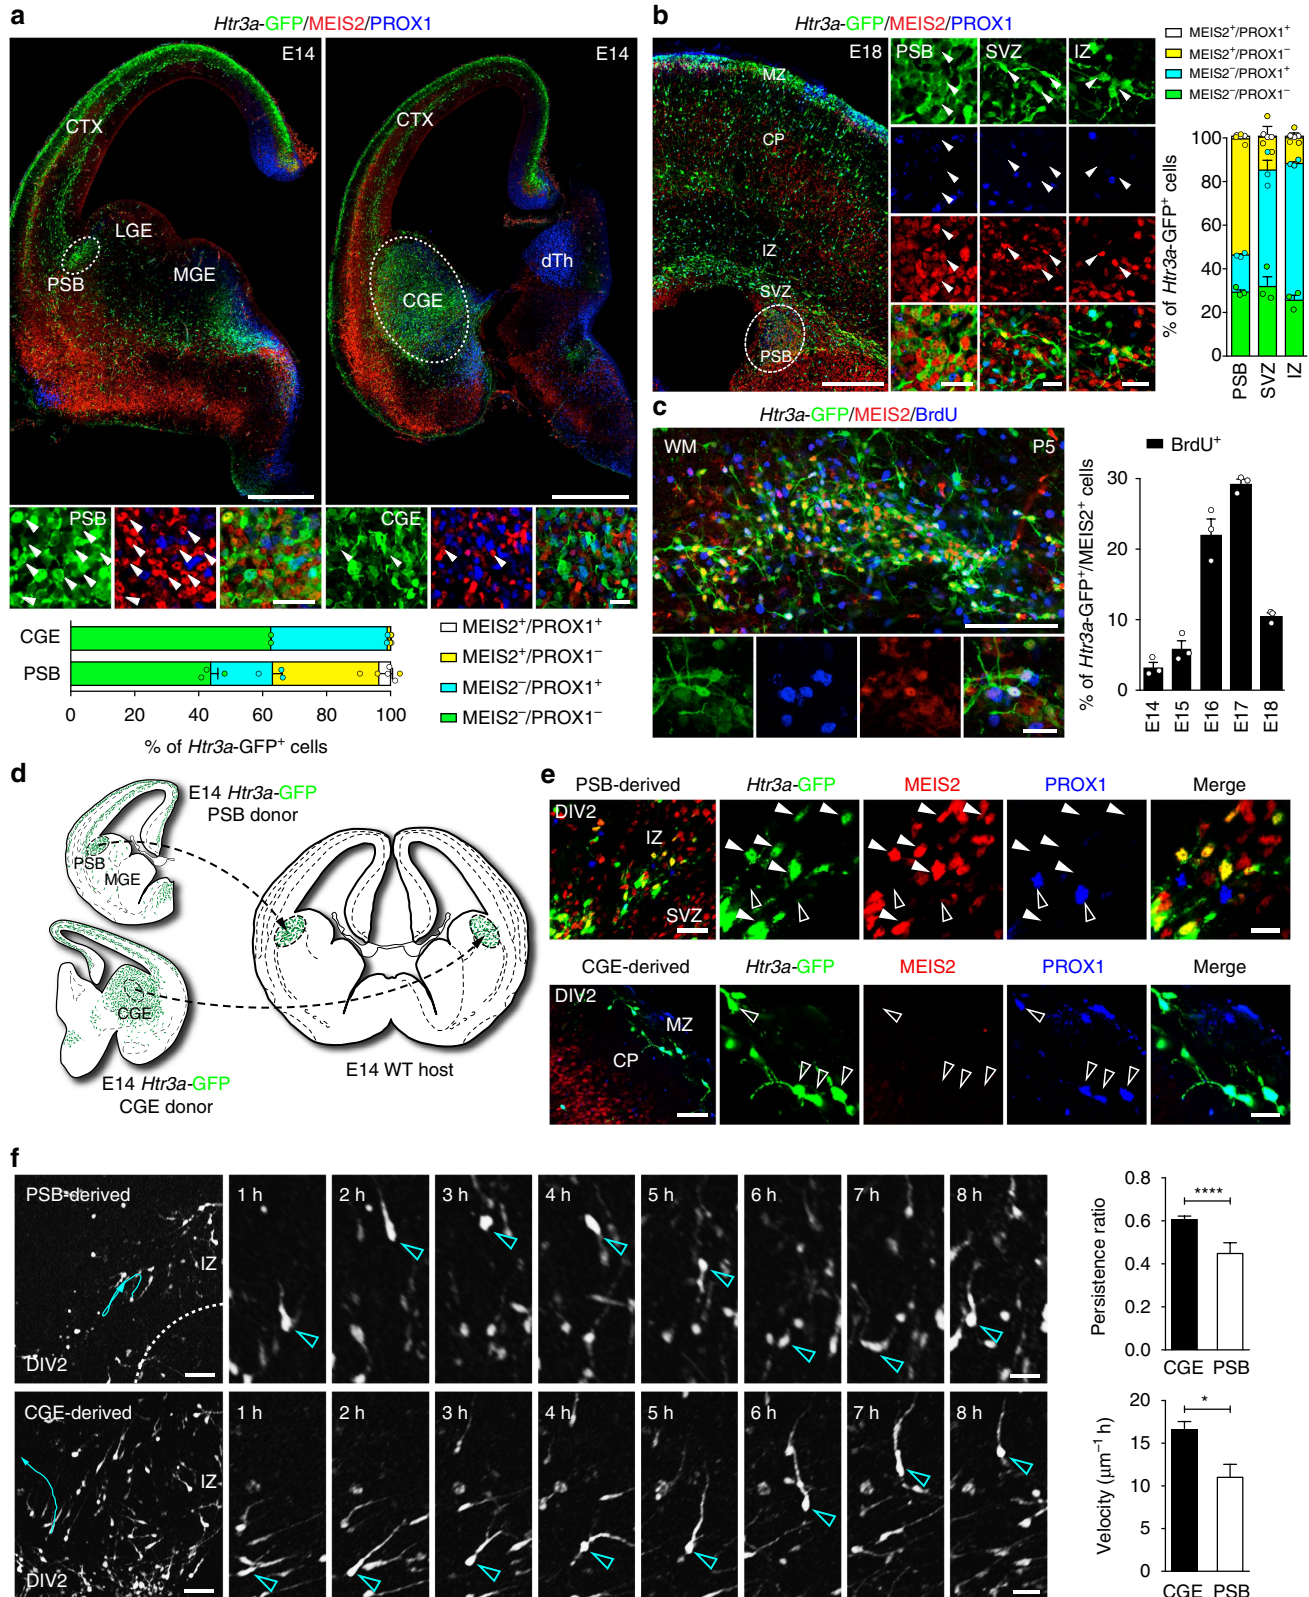 a
Htr3a-GFP/MEIS2/PROX1
E14
CTX
LGE
MGE
PSB
E14
CTX
CGE
dTh
PSB
CGE
CGE
PSB
0 20 40 60 80 100
% of Htr3a-GFP⁺ cells
MEIS2⁺/PROX1⁺
MEIS2⁺/PROX1⁻
MEIS2⁻/PROX1⁺
MEIS2⁻/PROX1⁻
b
Htr3a-GFP/MEIS2/PROX1
E18
MZ
CP
IZ
SVZ
PSB
PSB
SVZ
IZ
MEIS2⁺/PROX1⁺
MEIS2⁺/PROX1⁻
MEIS2⁻/PROX1⁺
MEIS2⁻/PROX1⁻
% of Htr3a-GFP⁺ cells
100
80
60
40
20
0
PSB
SVZ
IZ
c
Htr3a-GFP/MEIS2/BrdU
WM
P5
BrdU⁺
% of Htr3a-GFP⁺/MEIS2⁺ cells
30
20
10
0
E14
E15
E16
E17
E18
d
E14 Htr3a-GFP
PSB donor
PSB
MGE
CGE
E14 Htr3a-GFP
CGE donor
E14 WT host
e
PSB-derived
Htr3a-GFP
MEIS2
PROX1
Merge
DIV2
IZ
SVZ
CGE-derived
Htr3a-GFP
MEIS2
PROX1
Merge
DIV2
MZ
CP
f
PSB-derived
IZ
DIV2
1 h
2 h
3 h
4 h
5 h
6 h
7 h
8 h
CGE-derived
IZ
DIV2
1 h
2 h
3 h
4 h
5 h
6 h
7 h
8 h
Persistence ratio
0.8
0.6
0.4
0.2
0.0
****
CGE PSB
Velocity (μm⁻¹ h)
20
15
10
5
0
*
CGE PSB